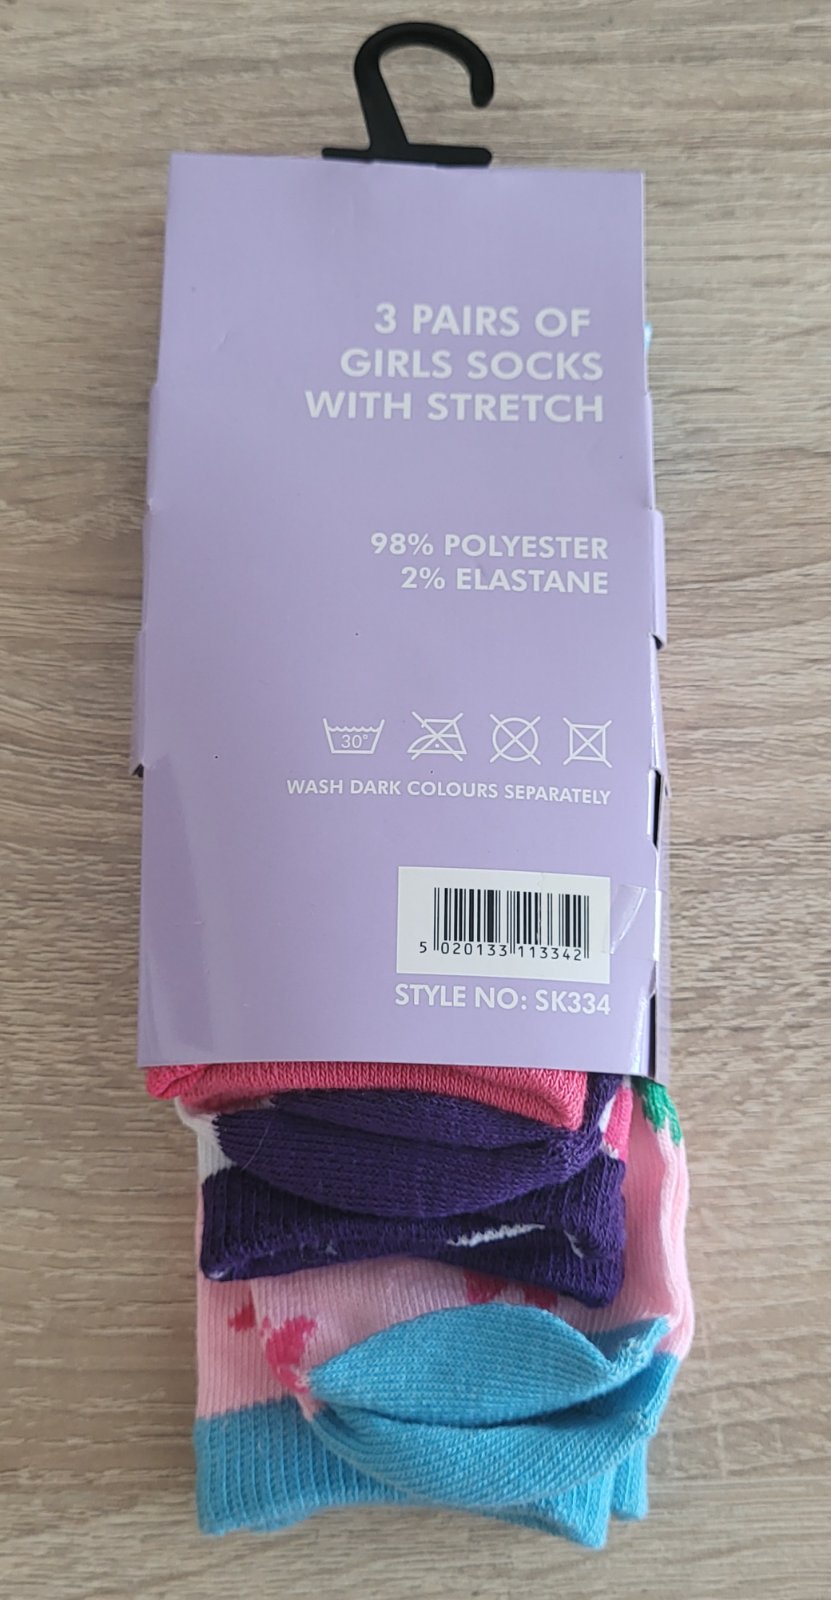 3 PAIRS OF
GIRLS SOCKS
WITH STRETCH
98% POLYESTER
2% ELASTANE
30°
WASH DARK COLOURS SEPARATELY
5 020133 113342
STYLE NO: SK334